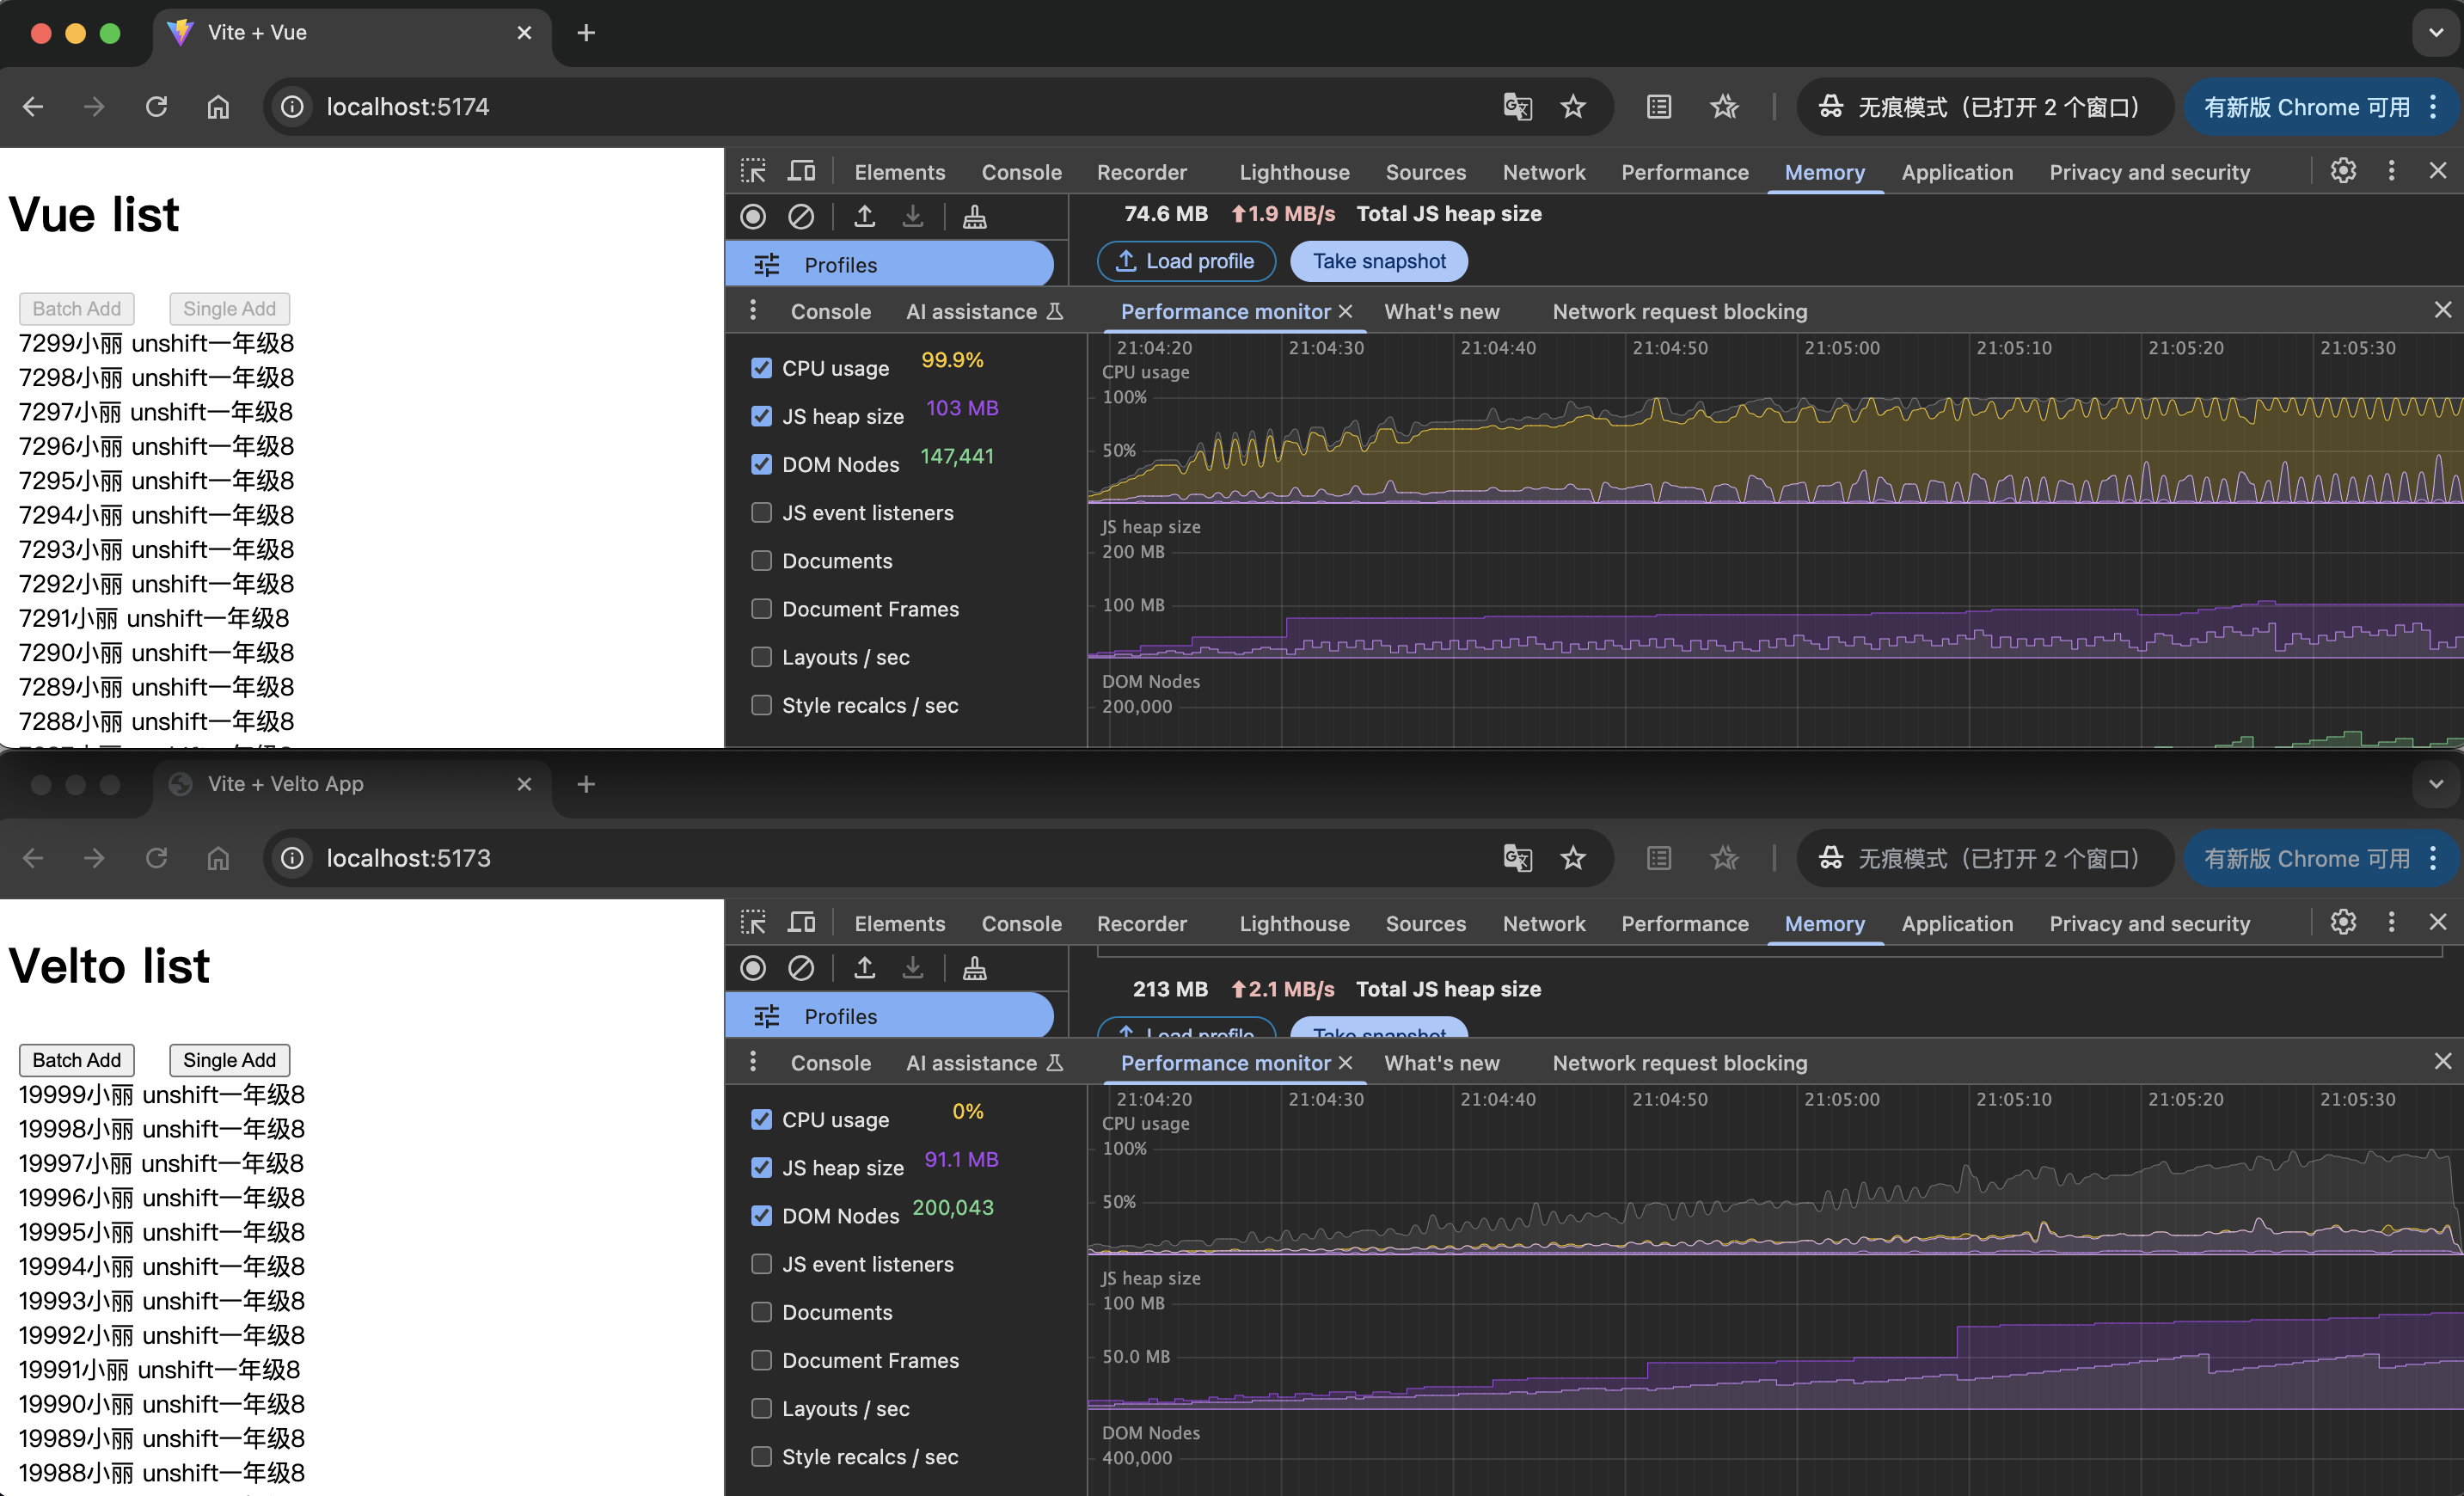 Vite + Vue
localhost:5174
无痕模式（已打开 2 个窗口）
有新版 Chrome 可用
Vue list
Batch Add
Single Add
7299小丽 unshift一年级8
7298小丽 unshift一年级8
7297小丽 unshift一年级8
7296小丽 unshift一年级8
7295小丽 unshift一年级8
7294小丽 unshift一年级8
7293小丽 unshift一年级8
7292小丽 unshift一年级8
7291小丽 unshift一年级8
7290小丽 unshift一年级8
7289小丽 unshift一年级8
7288小丽 unshift一年级8
Elements Console Recorder Lighthouse Sources Network Performance Memory Application Privacy and security
74.6 MB 1.9 MB/s Total JS heap size
Profiles
Load profile
Take snapshot
Console AI assistance Performance monitor What's new Network request blocking
CPU usage 99.9%
JS heap size 103 MB
DOM Nodes 147,441
JS event listeners
Documents
Document Frames
Layouts / sec
Style recalcs / sec
21:04:20 21:04:30 21:04:40 21:04:50 21:05:00 21:05:10 21:05:20 21:05:30
CPU usage
100%
50%
JS heap size
200 MB
100 MB
DOM Nodes
200,000
Vite + Velto App
localhost:5173
无痕模式（已打开 2 个窗口）
有新版 Chrome 可用
Velto list
Batch Add
Single Add
19999小丽 unshift一年级8
19998小丽 unshift一年级8
19997小丽 unshift一年级8
19996小丽 unshift一年级8
19995小丽 unshift一年级8
19994小丽 unshift一年级8
19993小丽 unshift一年级8
19992小丽 unshift一年级8
19991小丽 unshift一年级8
19990小丽 unshift一年级8
19989小丽 unshift一年级8
19988小丽 unshift一年级8
Elements Console Recorder Lighthouse Sources Network Performance Memory Application Privacy and security
213 MB 2.1 MB/s Total JS heap size
Profiles
Load profile
Take snapshot
Console AI assistance Performance monitor What's new Network request blocking
CPU usage 0%
JS heap size 91.1 MB
DOM Nodes 200,043
JS event listeners
Documents
Document Frames
Layouts / sec
Style recalcs / sec
21:04:20 21:04:30 21:04:40 21:04:50 21:05:00 21:05:10 21:05:20 21:05:30
CPU usage
100%
50%
JS heap size
100 MB
50.0 MB
DOM Nodes
400,000